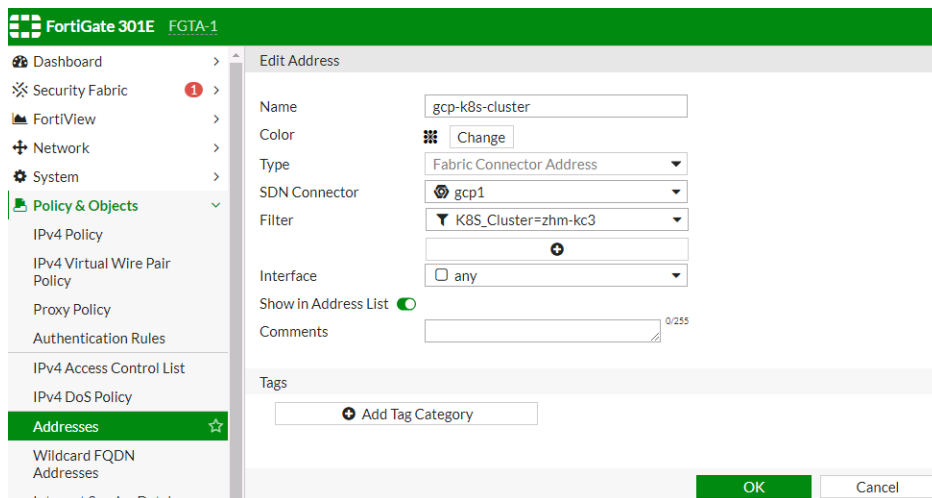 FortiGate 301E FGTA-1
Dashboard
Security Fabric 1
FortiView
Network
System
Policy & Objects
IPv4 Policy
IPv4 Virtual Wire Pair
Policy
Proxy Policy
Authentication Rules
IPv4 Access Control List
IPv4 DoS Policy
Addresses
Wildcard FQDN
Addresses
Edit Address
Name gcp-k8s-cluster
Color Change
Type Fabric Connector Address
SDN Connector gcp1
Filter K8S_Cluster=zhm-kc3
Interface any
Show in Address List
Comments 0/255
Tags
Add Tag Category
OK Cancel